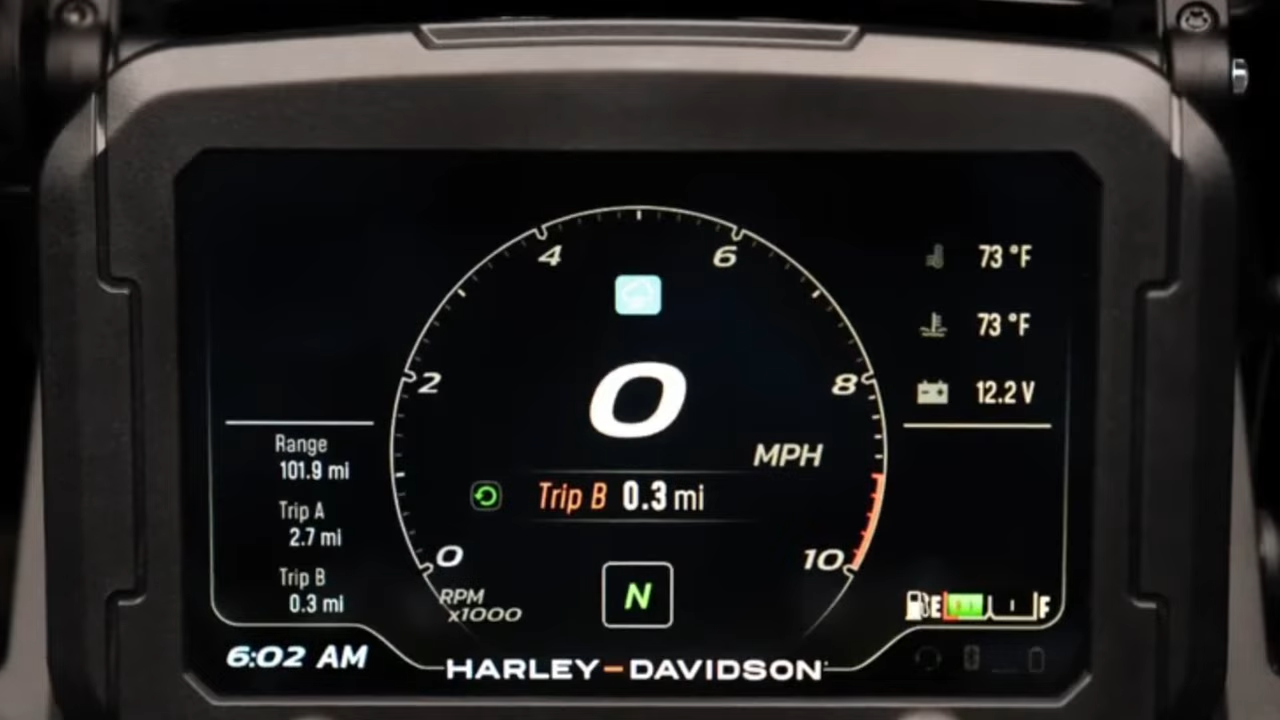 4
6
2
8
0
10
RPM
x1000
0
MPH
Trip B 0.3 mi
N
73 °F
73 °F
12.2 V
Range
101.9 mi
Trip A
2.7 mi
Trip B
0.3 mi
E F
6:02 AM
HARLEY-DAVIDSON